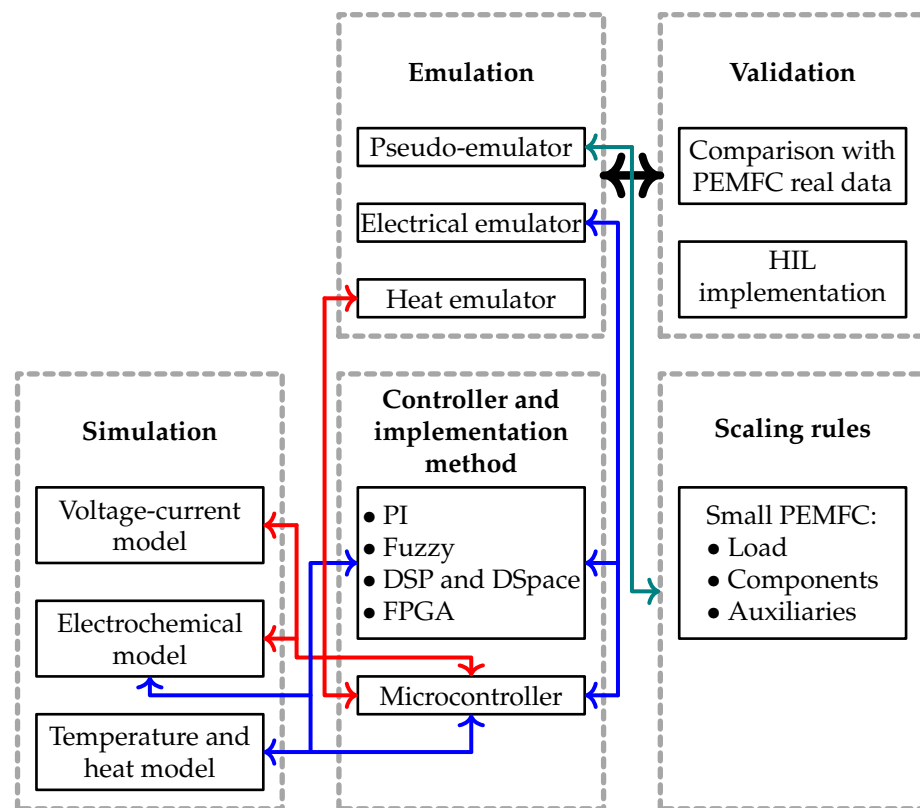 Emulation
Pseudo-emulator
Electrical emulator
Heat emulator
Validation
Comparison with
PEMFC real data
HIL
implementation
Simulation
Voltage-current
model
Electrochemical
model
Temperature and
heat model
Controller and
implementation
method
● PI
● Fuzzy
● DSP and DSpace
● FPGA
Microcontroller
Scaling rules
Small PEMFC:
● Load
● Components
● Auxiliaries